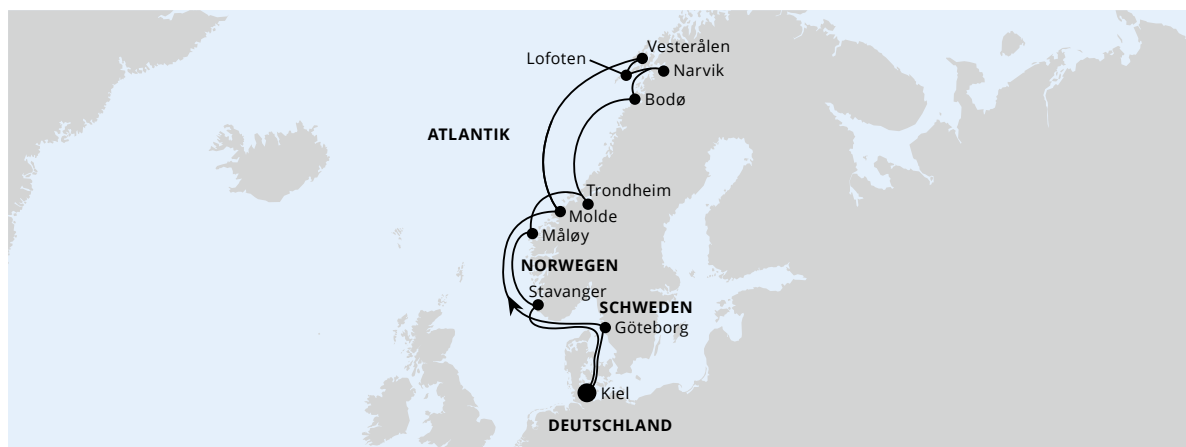 Vesterålen
Lofoten
Narvik
Bodø
ATLANTIK
Trondheim
Molde
Måløy
NORWEGEN
Stavanger
SCHWEDEN
Göteborg
Kiel
DEUTSCHLAND